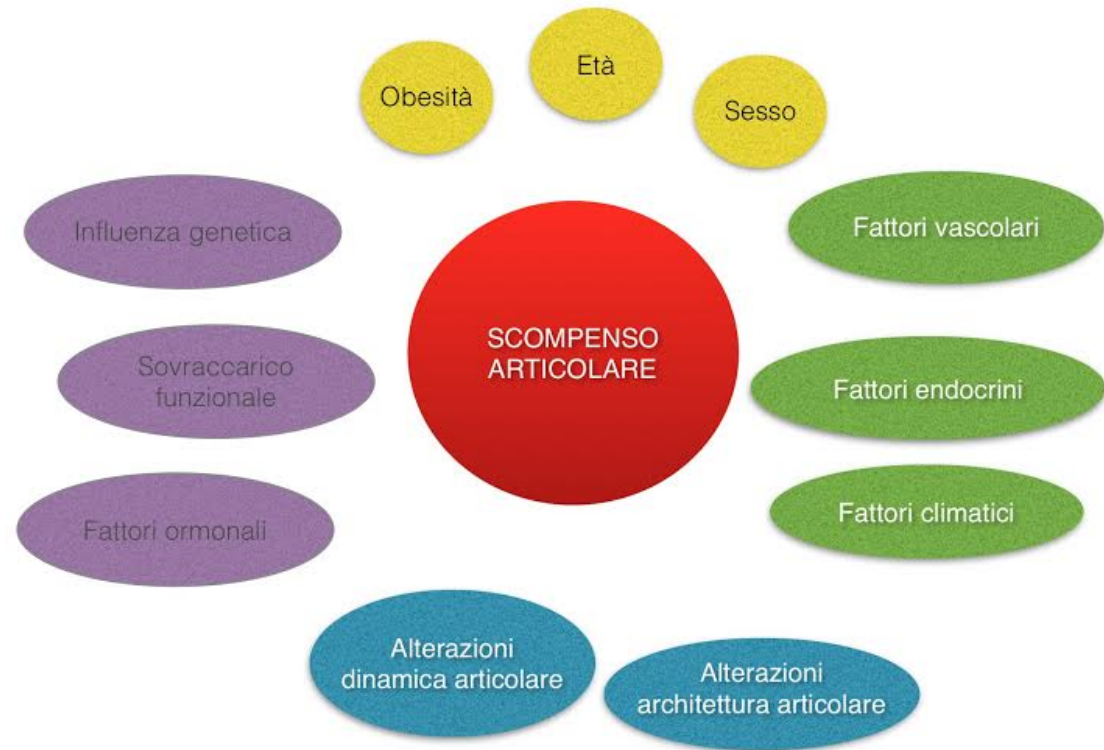 Obesità
Età
Sesso
Influenza genetica
Fattori vascolari
SCOMPENSO
ARTICOLARE
Sovraccarico
funzionale
Fattori endocrini
Fattori ormonali
Fattori climatici
Alterazioni
dinamica articolare
Alterazioni
architettura articolare